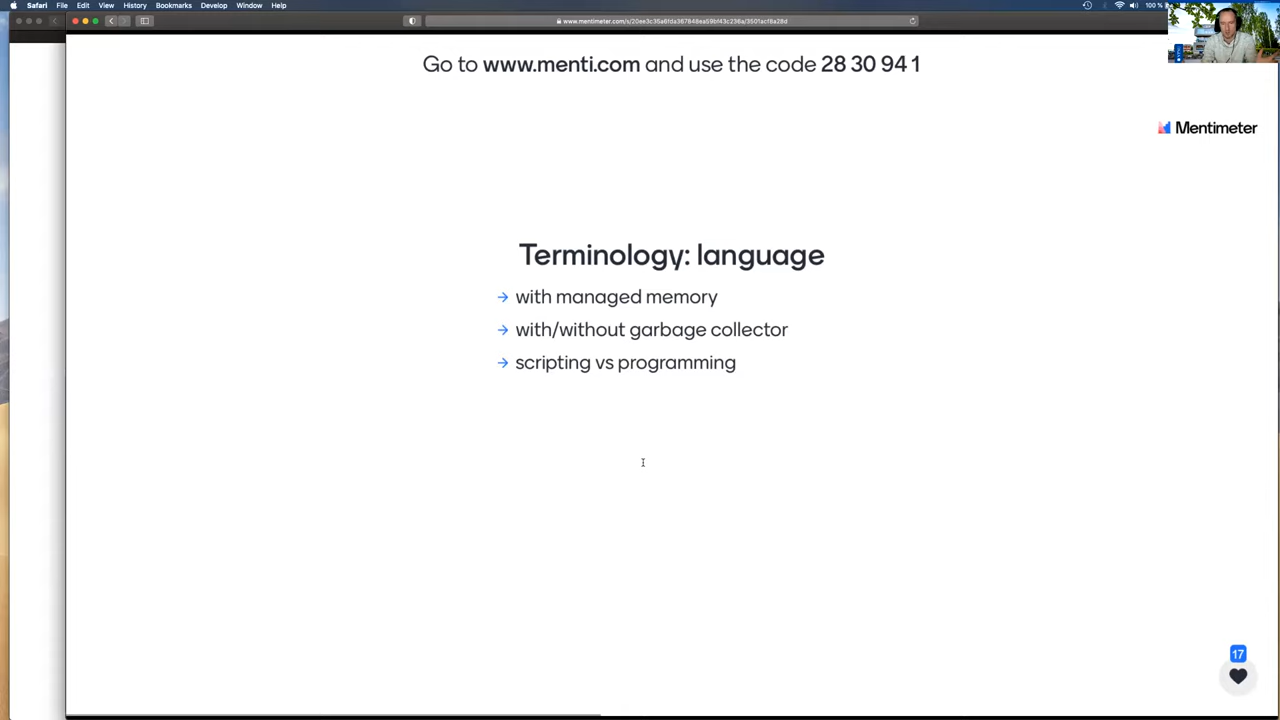 Safari File Edit View History Bookmarks Develop Window Help 100 %
Go to www.menti.com and use the code 28 30 94 1
Mentimeter
Terminology: language
→ with managed memory
→ with/without garbage collector
→ scripting vs programming
17